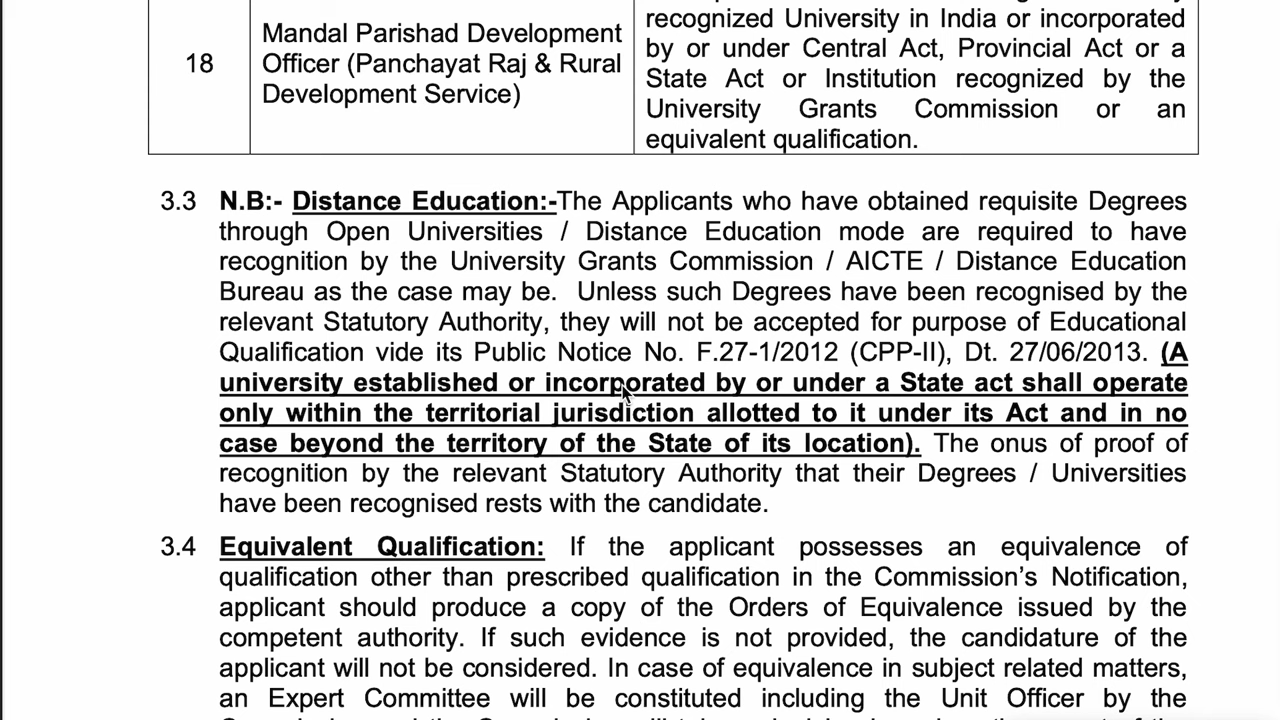 18
Mandal Parishad Development
Officer (Panchayat Raj & Rural
Development Service)
recognized University in India or incorporated
by or under Central Act, Provincial Act or a
State Act or Institution recognized by the
University Grants Commission or an
equivalent qualification.
3.3 N.B:- Distance Education:-The Applicants who have obtained requisite Degrees
through Open Universities / Distance Education mode are required to have
recognition by the University Grants Commission / AICTE / Distance Education
Bureau as the case may be. Unless such Degrees have been recognised by the
relevant Statutory Authority, they will not be accepted for purpose of Educational
Qualification vide its Public Notice No. F.27-1/2012 (CPP-II), Dt. 27/06/2013. (A
university established or incorporated by or under a State act shall operate
only within the territorial jurisdiction allotted to it under its Act and in no
case beyond the territory of the State of its location). The onus of proof of
recognition by the relevant Statutory Authority that their Degrees / Universities
have been recognised rests with the candidate.
3.4 Equivalent Qualification: If the applicant possesses an equivalence of
qualification other than prescribed qualification in the Commission's Notification,
applicant should produce a copy of the Orders of Equivalence issued by the
competent authority. If such evidence is not provided, the candidature of the
applicant will not be considered. In case of equivalence in subject related matters,
an Expert Committee will be constituted including the Unit Officer by the